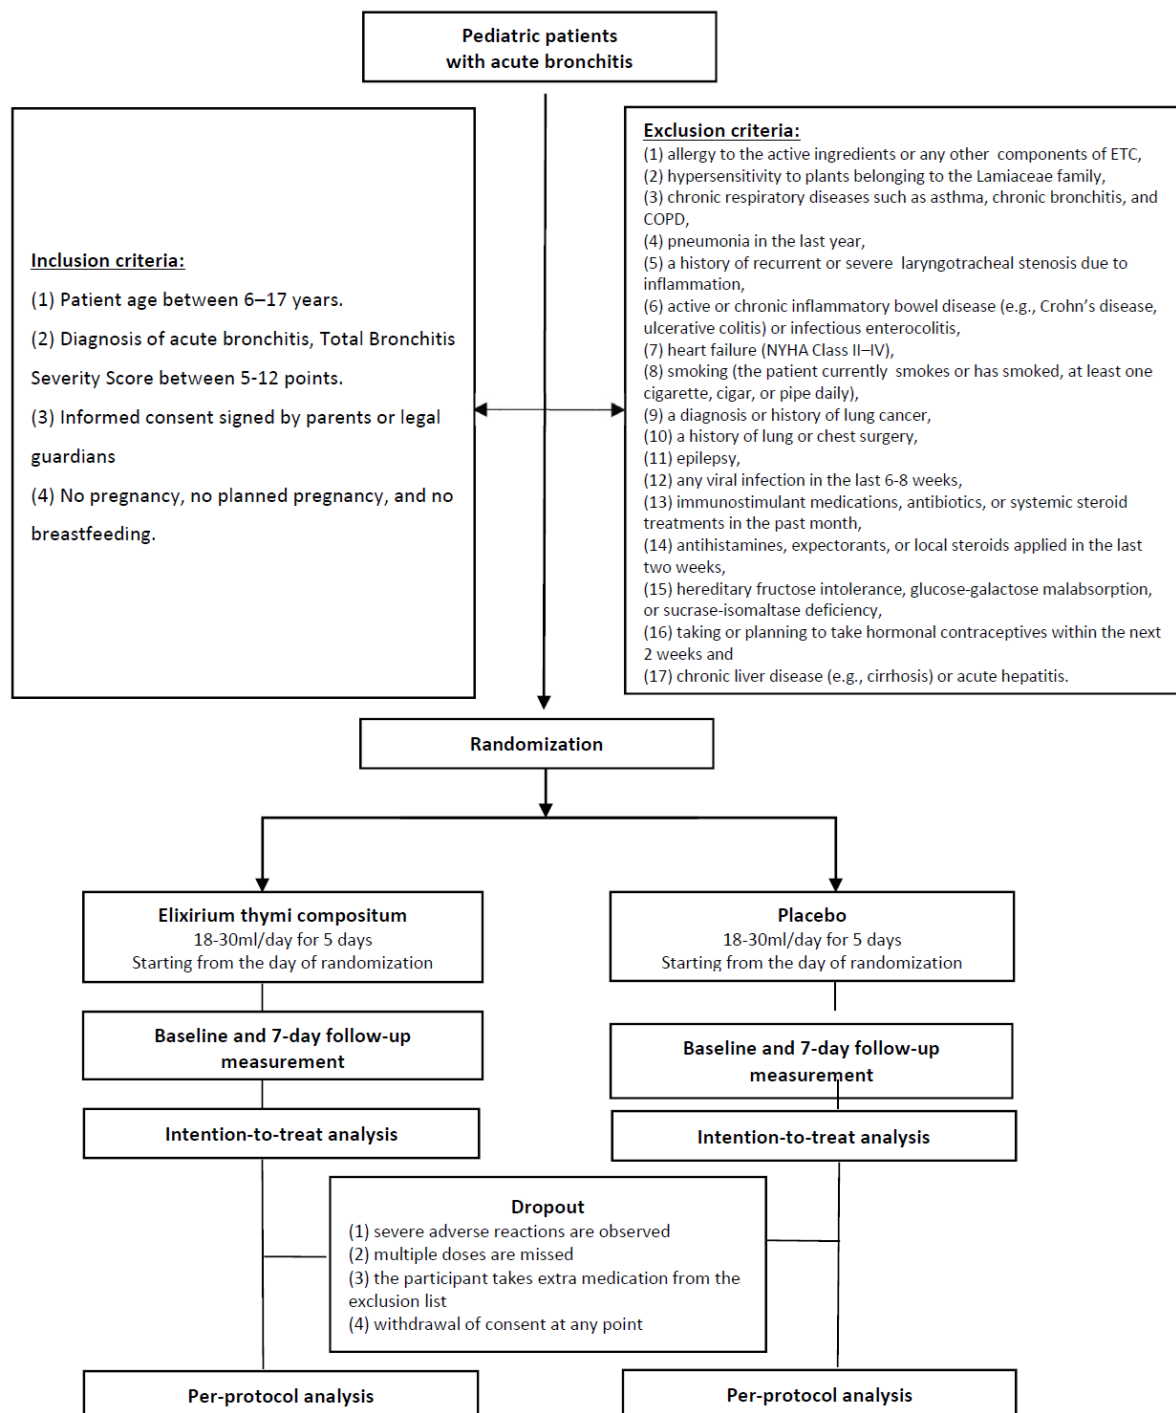 Pediatric patients
with acute bronchitis
Inclusion criteria:
(1) Patient age between 6–17 years.
(2) Diagnosis of acute bronchitis, Total Bronchitis
Severity Score between 5-12 points.
(3) Informed consent signed by parents or legal
guardians
(4) No pregnancy, no planned pregnancy, and no
breastfeeding.
Exclusion criteria:
(1) allergy to the active ingredients or any other components of ETC,
(2) hypersensitivity to plants belonging to the Lamiaceae family,
(3) chronic respiratory diseases such as asthma, chronic bronchitis, and
COPD,
(4) pneumonia in the last year,
(5) a history of recurrent or severe laryngotracheal stenosis due to
inflammation,
(6) active or chronic inflammatory bowel disease (e.g., Crohn's disease,
ulcerative colitis) or infectious enterocolitis,
(7) heart failure (NYHA Class II–IV),
(8) smoking (the patient currently smokes or has smoked, at least one
cigarette, cigar, or pipe daily),
(9) a diagnosis or history of lung cancer,
(10) a history of lung or chest surgery,
(11) epilepsy,
(12) any viral infection in the last 6-8 weeks,
(13) immunostimulant medications, antibiotics, or systemic steroid
treatments in the past month,
(14) antihistamines, expectorants, or local steroids applied in the last
two weeks,
(15) hereditary fructose intolerance, glucose-galactose malabsorption,
or sucrase-isomaltase deficiency,
(16) taking or planning to take hormonal contraceptives within the next
2 weeks and
(17) chronic liver disease (e.g., cirrhosis) or acute hepatitis.
Randomization
Elixirium thymi compositum
18-30ml/day for 5 days
Starting from the day of randomization
Placebo
18-30ml/day for 5 days
Starting from the day of randomization
Baseline and 7-day follow-up
measurement
Baseline and 7-day follow-up
measurement
Intention-to-treat analysis
Intention-to-treat analysis
Dropout
(1) severe adverse reactions are observed
(2) multiple doses are missed
(3) the participant takes extra medication from the
exclusion list
(4) withdrawal of consent at any point
Per-protocol analysis
Per-protocol analysis